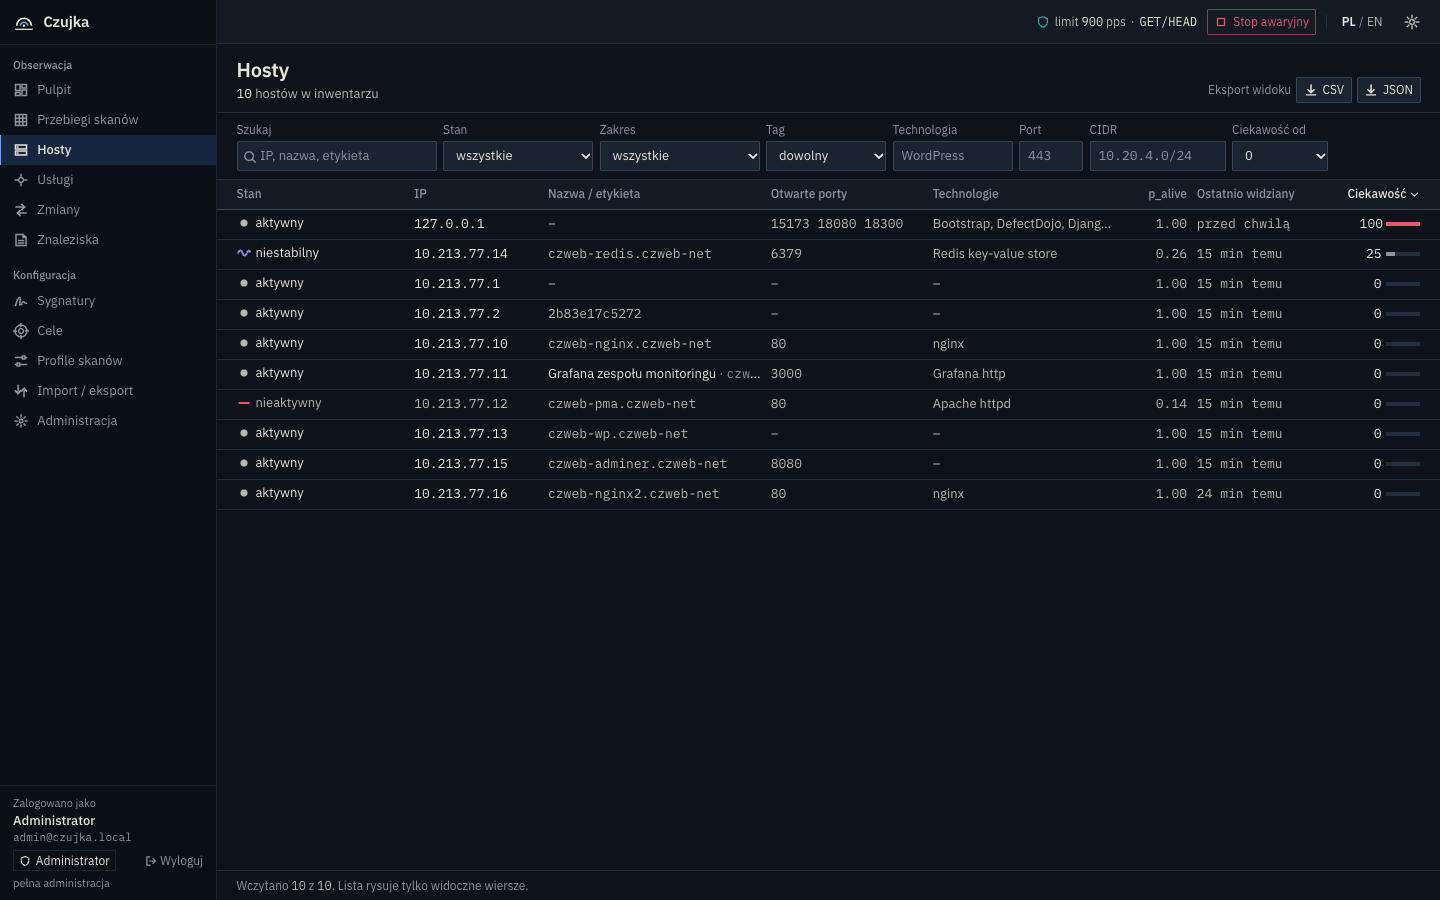 Czujka
limit 900 pps · GET/HEAD
Stop awaryjny
PL / EN
Obserwacja
Pulpit
Przebiegi skanów
Hosty
Usługi
Zmiany
Znaleziska
Konfiguracja
Sygnatury
Cele
Profile skanów
Import / eksport
Administracja
Zalogowano jako
Administrator
admin@czujka.local
Administrator
Wyloguj
pełna administracja
Hosty
10 hostów w inwentarzu
Eksport widoku CSV JSON
Szukaj Stan Zakres Tag Technologia Port CIDR Ciekawość od
IP, nazwa, etykieta wszystkie wszystkie dowolny WordPress 443 10.20.4.0/24 0
Stan IP Nazwa / etykieta Otwarte porty Technologie p_alive Ostatnio widziany Ciekawość
aktywny 127.0.0.1 – 15173 18080 18300 Bootstrap, DefectDojo, Djang... 1.00 przed chwilą 100
niestabilny 10.213.77.14 czweb-redis.czweb-net 6379 Redis key-value store 0.26 15 min temu 25
aktywny 10.213.77.1 – – – 1.00 15 min temu 0
aktywny 10.213.77.2 2b83e17c5272 – – 1.00 15 min temu 0
aktywny 10.213.77.10 czweb-nginx.czweb-net 80 nginx 1.00 15 min temu 0
aktywny 10.213.77.11 Grafana zespołu monitoringu · czw... 3000 Grafana http 1.00 15 min temu 0
nieaktywny 10.213.77.12 czweb-pma.czweb-net 80 Apache httpd 0.14 15 min temu 0
aktywny 10.213.77.13 czweb-wp.czweb-net – – 1.00 15 min temu 0
aktywny 10.213.77.15 czweb-adminer.czweb-net 8080 – 1.00 15 min temu 0
aktywny 10.213.77.16 czweb-nginx2.czweb-net 80 nginx 1.00 24 min temu 0
Wczytano 10 z 10. Lista rysuje tylko widoczne wiersze.